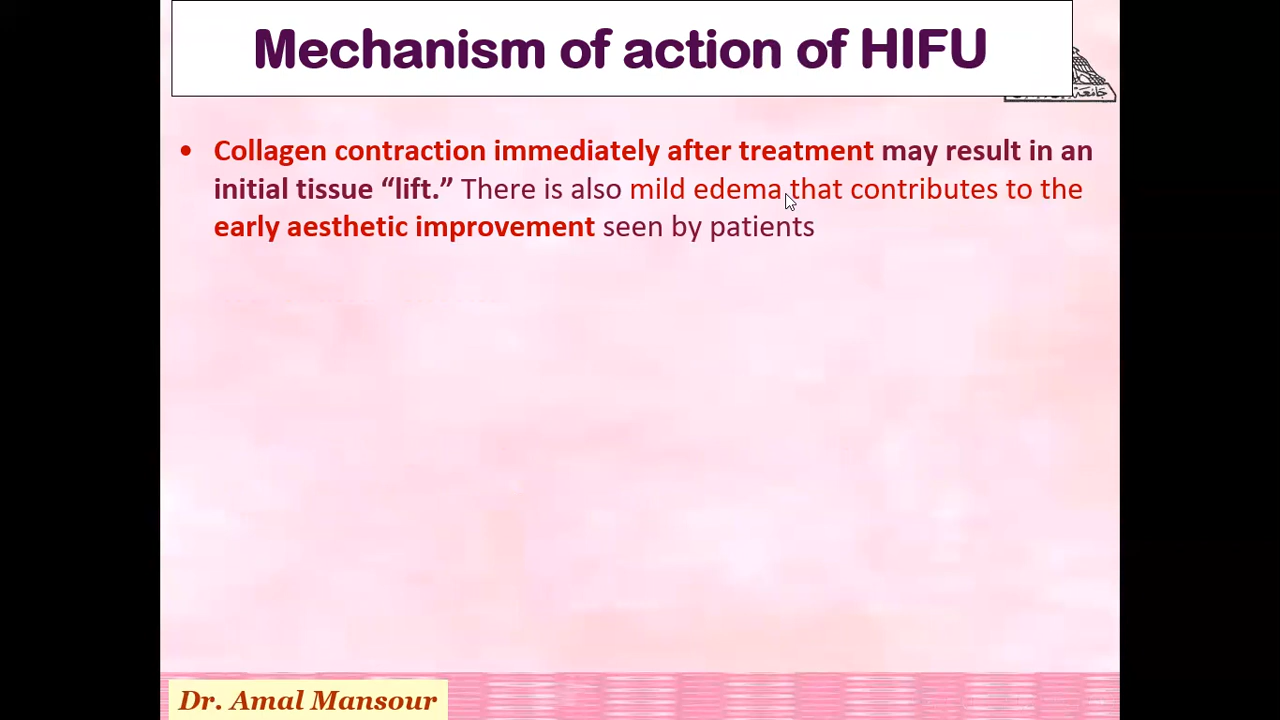 Mechanism of action of HIFU
• Collagen contraction immediately after treatment may result in an
initial tissue “lift.” There is also mild edema that contributes to the
early aesthetic improvement seen by patients
Dr. Amal Mansour